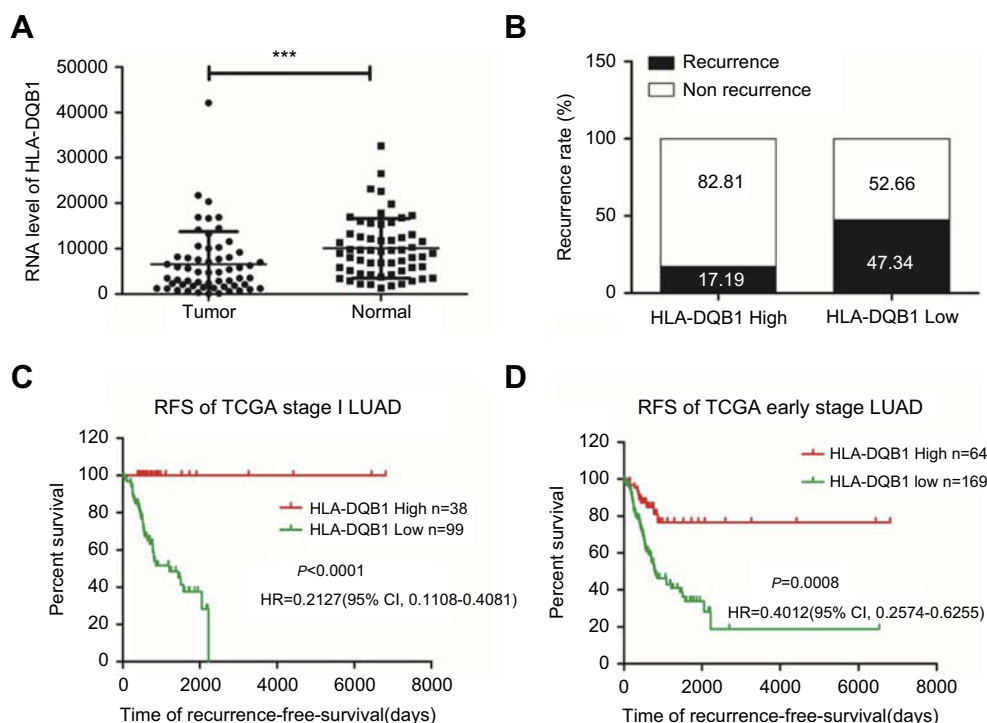 A
***
RNA level of HLA-DQB1
50000
40000
30000
20000
10000
0
Tumor
Normal
B
Recurrence rate (%)
150
100
50
0
Recurrence
Non recurrence
82.81
17.19
52.66
47.34
HLA-DQB1 High
HLA-DQB1 Low
C
RFS of TCGA stage I LUAD
Percent survival
120
100
80
60
40
20
0
HLA-DQB1 High n=38
HLA-DQB1 Low n=99
P<0.0001
HR=0.2127(95% CI, 0.1108-0.4081)
0
2000
4000
6000
8000
Time of recurrence-free-survival(days)
D
RFS of TCGA early stage LUAD
Percent survival
120
100
80
60
40
20
0
HLA-DQB1 High n=64
HLA-DQB1 low n=169
P=0.0008
HR=0.4012(95% CI, 0.2574-0.6255)
0
2000
4000
6000
8000
Time of recurrence-free-survival(days)